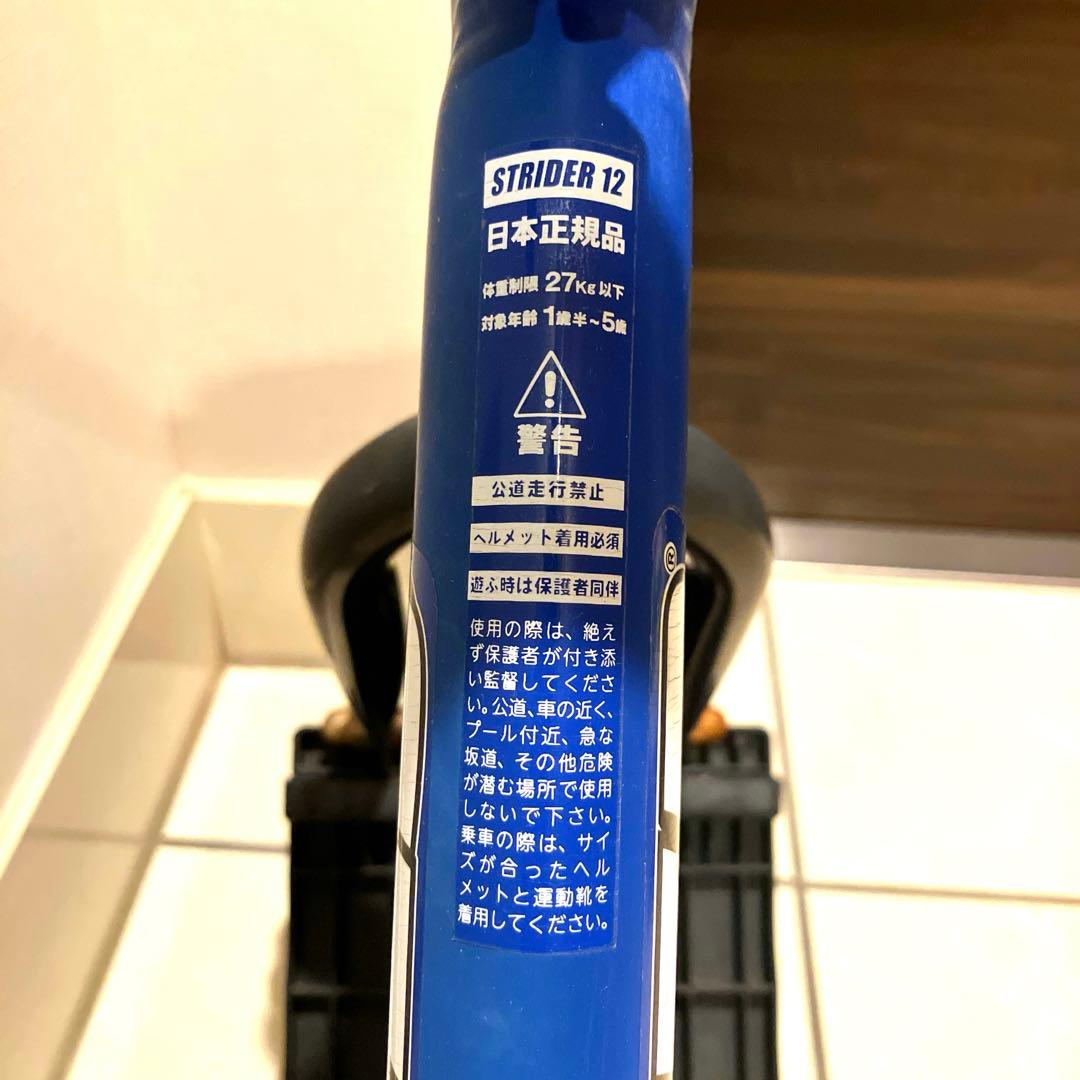 STRIDER 12
日本正規品
体重制限 27Kg 以下
対象年齢 1歳半～5歳
警告
公道走行禁止
ヘルメット着用必須
遊ぶ時は保護者同伴
使用の際は、絶え
ず保護者が付き添
い監督してくださ
い。公道、車の近く、
プール付近、急な
坂道、その他危険
が潜む場所で使用
しないで下さい。
乗車の際は、サイ
ズが合ったヘル
メットと運動靴を
着用してください。
®